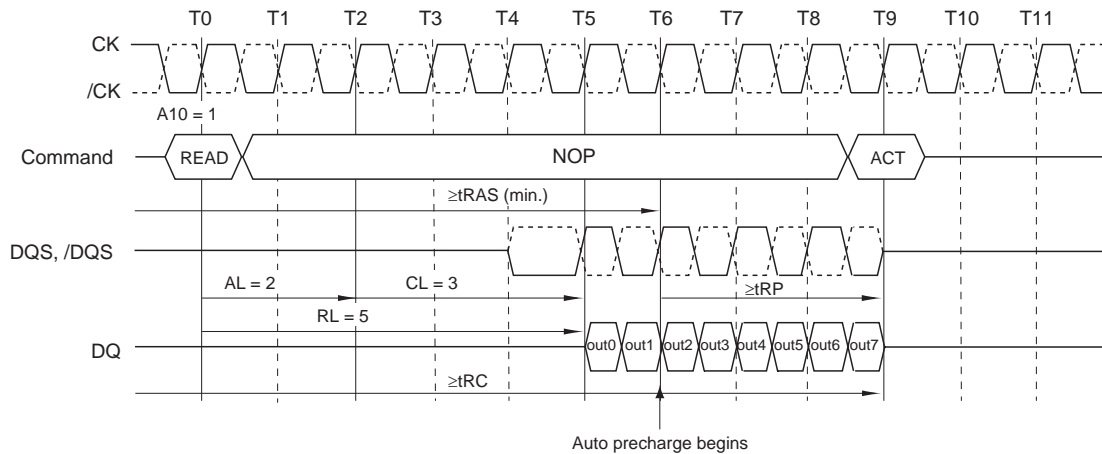 T0 T1 T2 T3 T4 T5 T6 T7 T8 T9 T10 T11
CK
/CK
A10 = 1
Command READ NOP ACT
≥tRAS (min.)
DQS, /DQS
AL = 2 CL = 3 ≥tRP
RL = 5
DQ out0 out1 out2 out3 out4 out5 out6 out7
≥tRC
Auto precharge begins